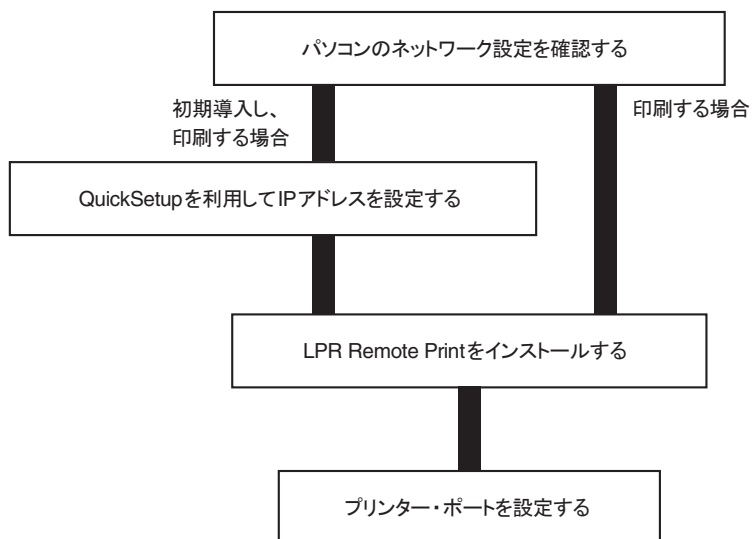 パソコンのネットワーク設定を確認する
初期導入し、
印刷する場合
印刷する場合
QuickSetupを利用してIPアドレスを設定する
LPR Remote Printをインストールする
プリンター・ポートを設定する